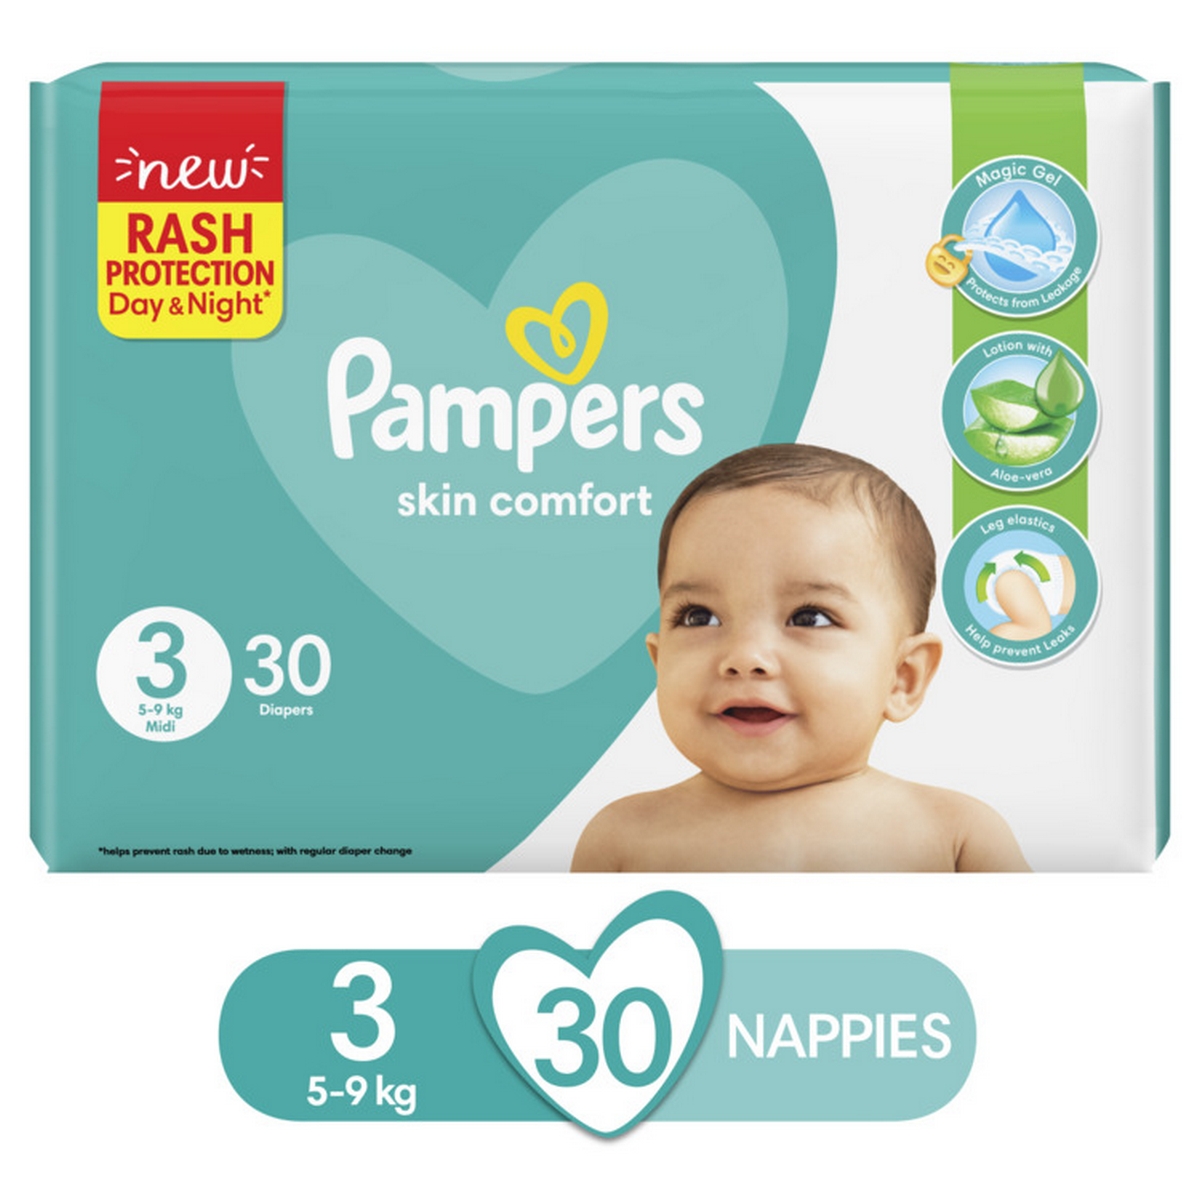 new
RASH
PROTECTION
Day & Night*
Pampers
skin comfort
Magic Gel
Protects from Leakage
Lotion with
Aloe-vera
Leg elastics
Help prevent Leaks
3
5-9 kg
Midi
30
Diapers
*helps prevent rash due to wetness; with regular diaper change
3
5-9 kg
30
NAPPIES